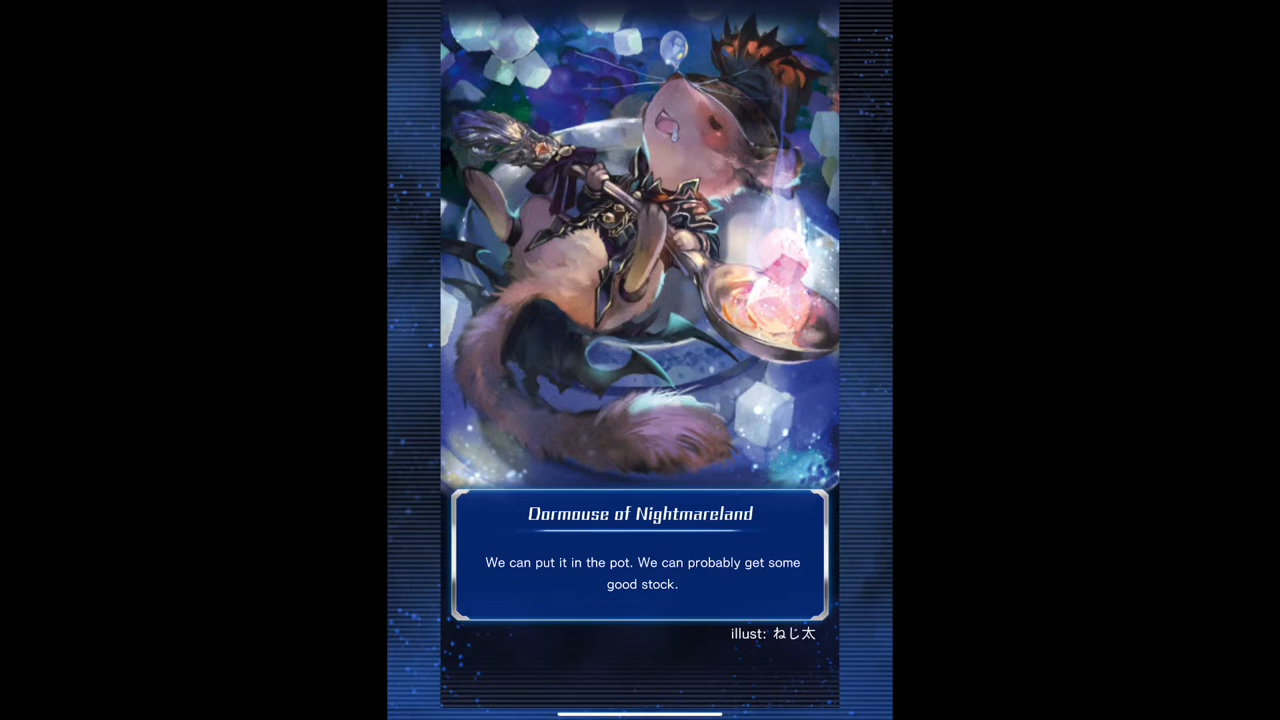 Dormouse of Nightmareland
We can put it in the pot. We can probably get some
good stock.
illust: ねじ太